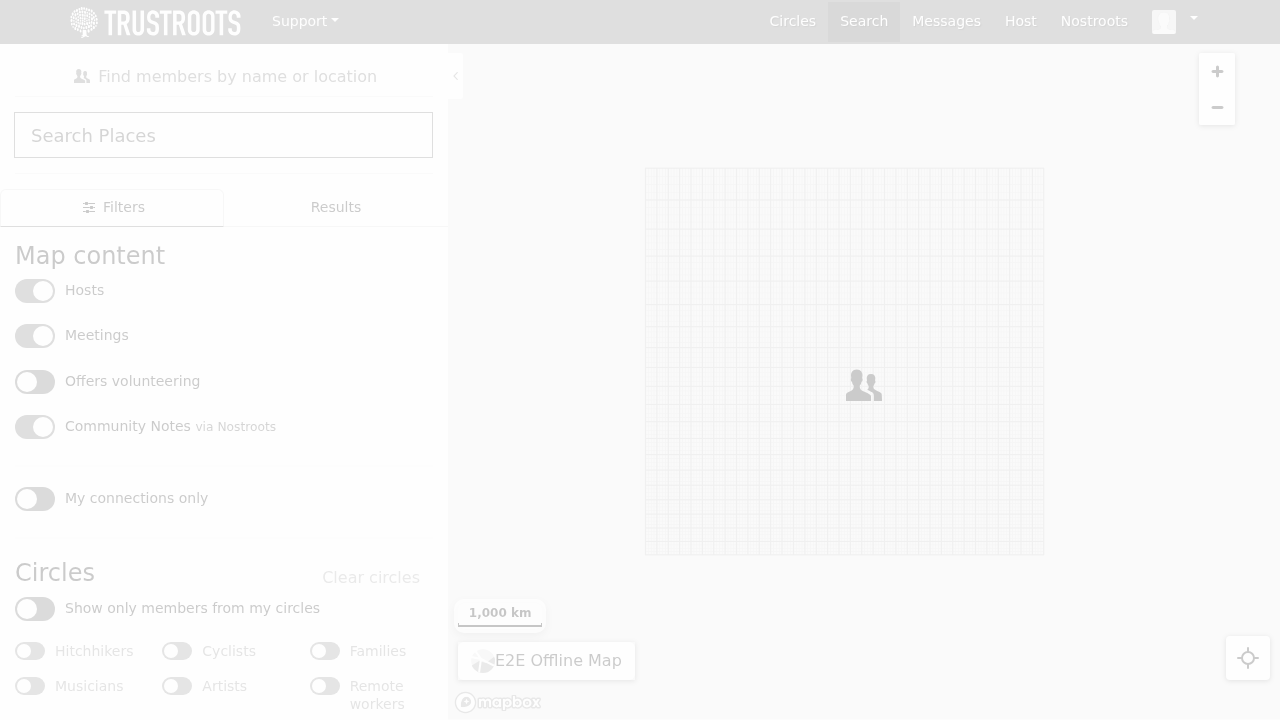 TRUSTROOTS
Support
Circles
Search
Messages
Host
Nostroots
Find members by name or location
Search Places
Filters
Results
Map content
Hosts
Meetings
Offers volunteering
Community Notes via Nostroots
My connections only
Circles
Clear circles
Show only members from my circles
Hitchhikers
Cyclists
Families
Musicians
Artists
Remote
workers
1,000 km
E2E Offline Map
mapbox